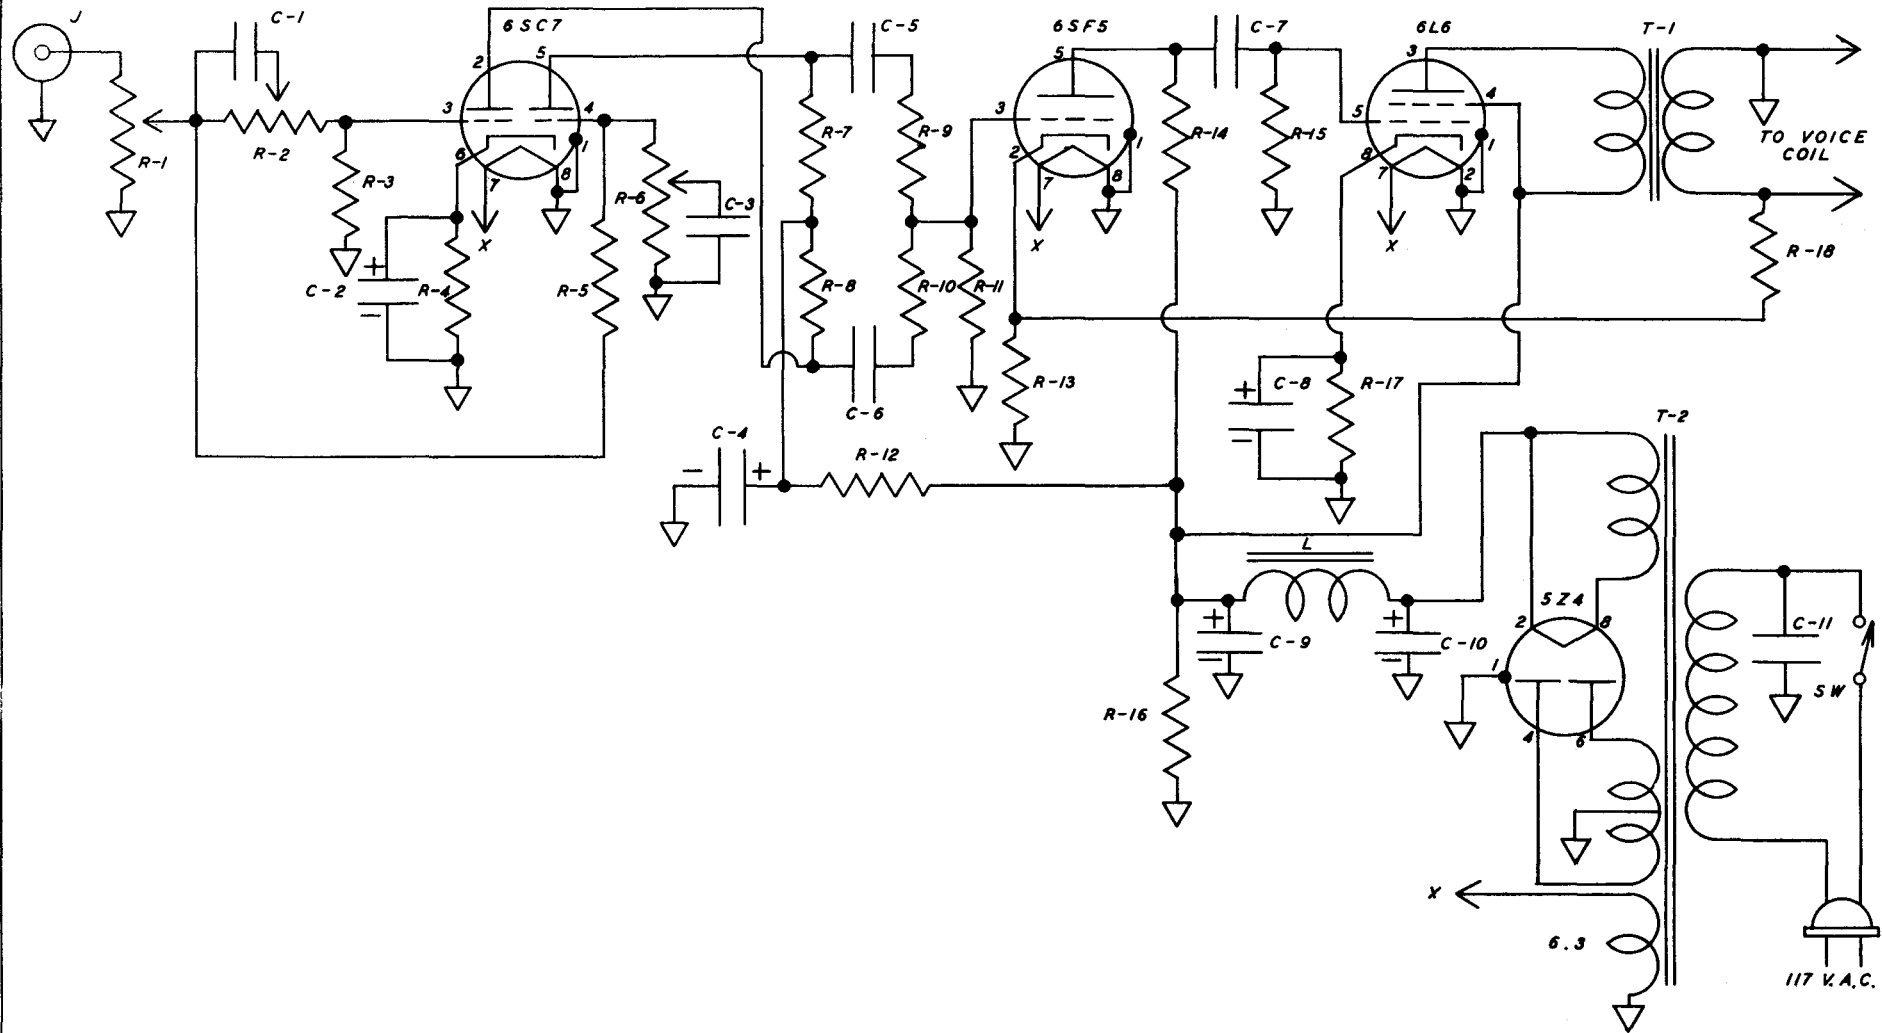 J
C-1
6SC7
C-5
6SF5
C-7
6L6
T-1
2
5
5
3
3
4
3
5
4
R-1
R-2
R-3
6
7
8
1
R-6
C-3
R-7
R-9
2
7
8
1
R-14
R-15
8
7
2
1
TO VOICE
COIL
X
X
X
R-18
C-2
+
−
R-4
R-5
R-8
R-10
R-11
R-13
+
−
C-8
R-17
C-6
T-2
C-4
−
+
R-12
L
5Z4
2
8
+
−
C-9
+
−
C-10
C-11
1
SW
R-16
4
6
X
6.3
117 V.A.C.